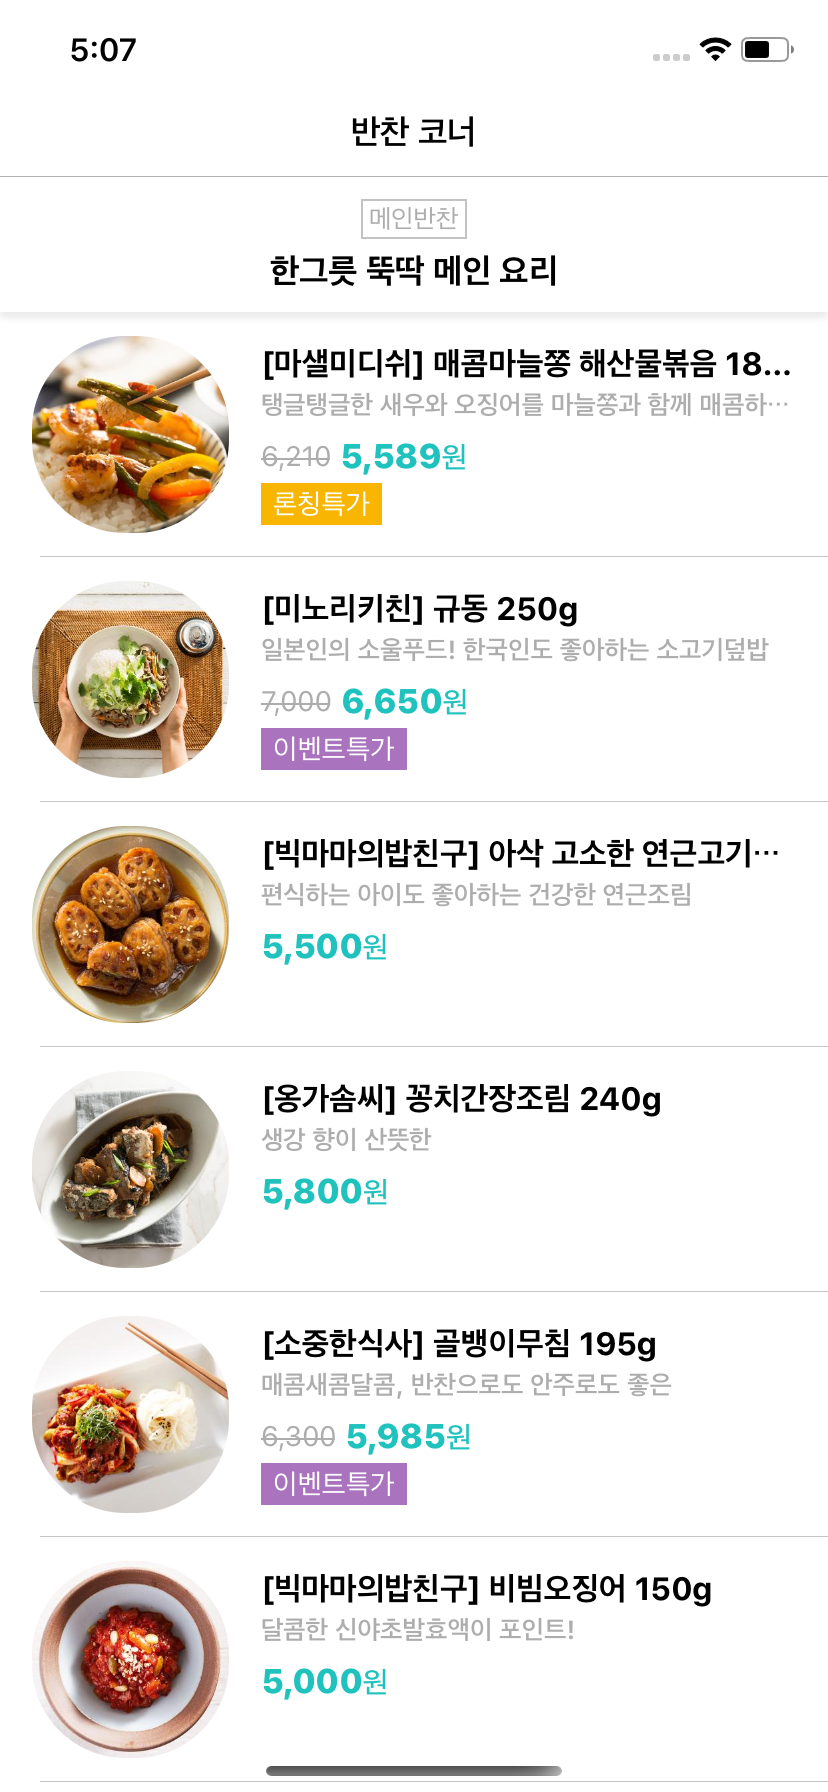 5:07
반찬 코너
메인반찬
한그릇 뚝딱 메인 요리
[마샐미디쉬] 매콤마늘쫑 해산물볶음 18...
탱글탱글한 새우와 오징어를 마늘쫑과 함께 매콤하…
6,210 5,589원
론칭특가
[미노리키친] 규동 250g
일본인의 소울푸드! 한국인도 좋아하는 소고기덮밥
7,000 6,650원
이벤트특가
[빅마마의밥친구] 아삭 고소한 연근고기…
편식하는 아이도 좋아하는 건강한 연근조림
5,500원
[옹가솜씨] 꽁치간장조림 240g
생강 향이 산뜻한
5,800원
[소중한식사] 골뱅이무침 195g
매콤새콤달콤, 반찬으로도 안주로도 좋은
6,300 5,985원
이벤트특가
[빅마마의밥친구] 비빔오징어 150g
달콤한 신야초발효액이 포인트!
5,000원